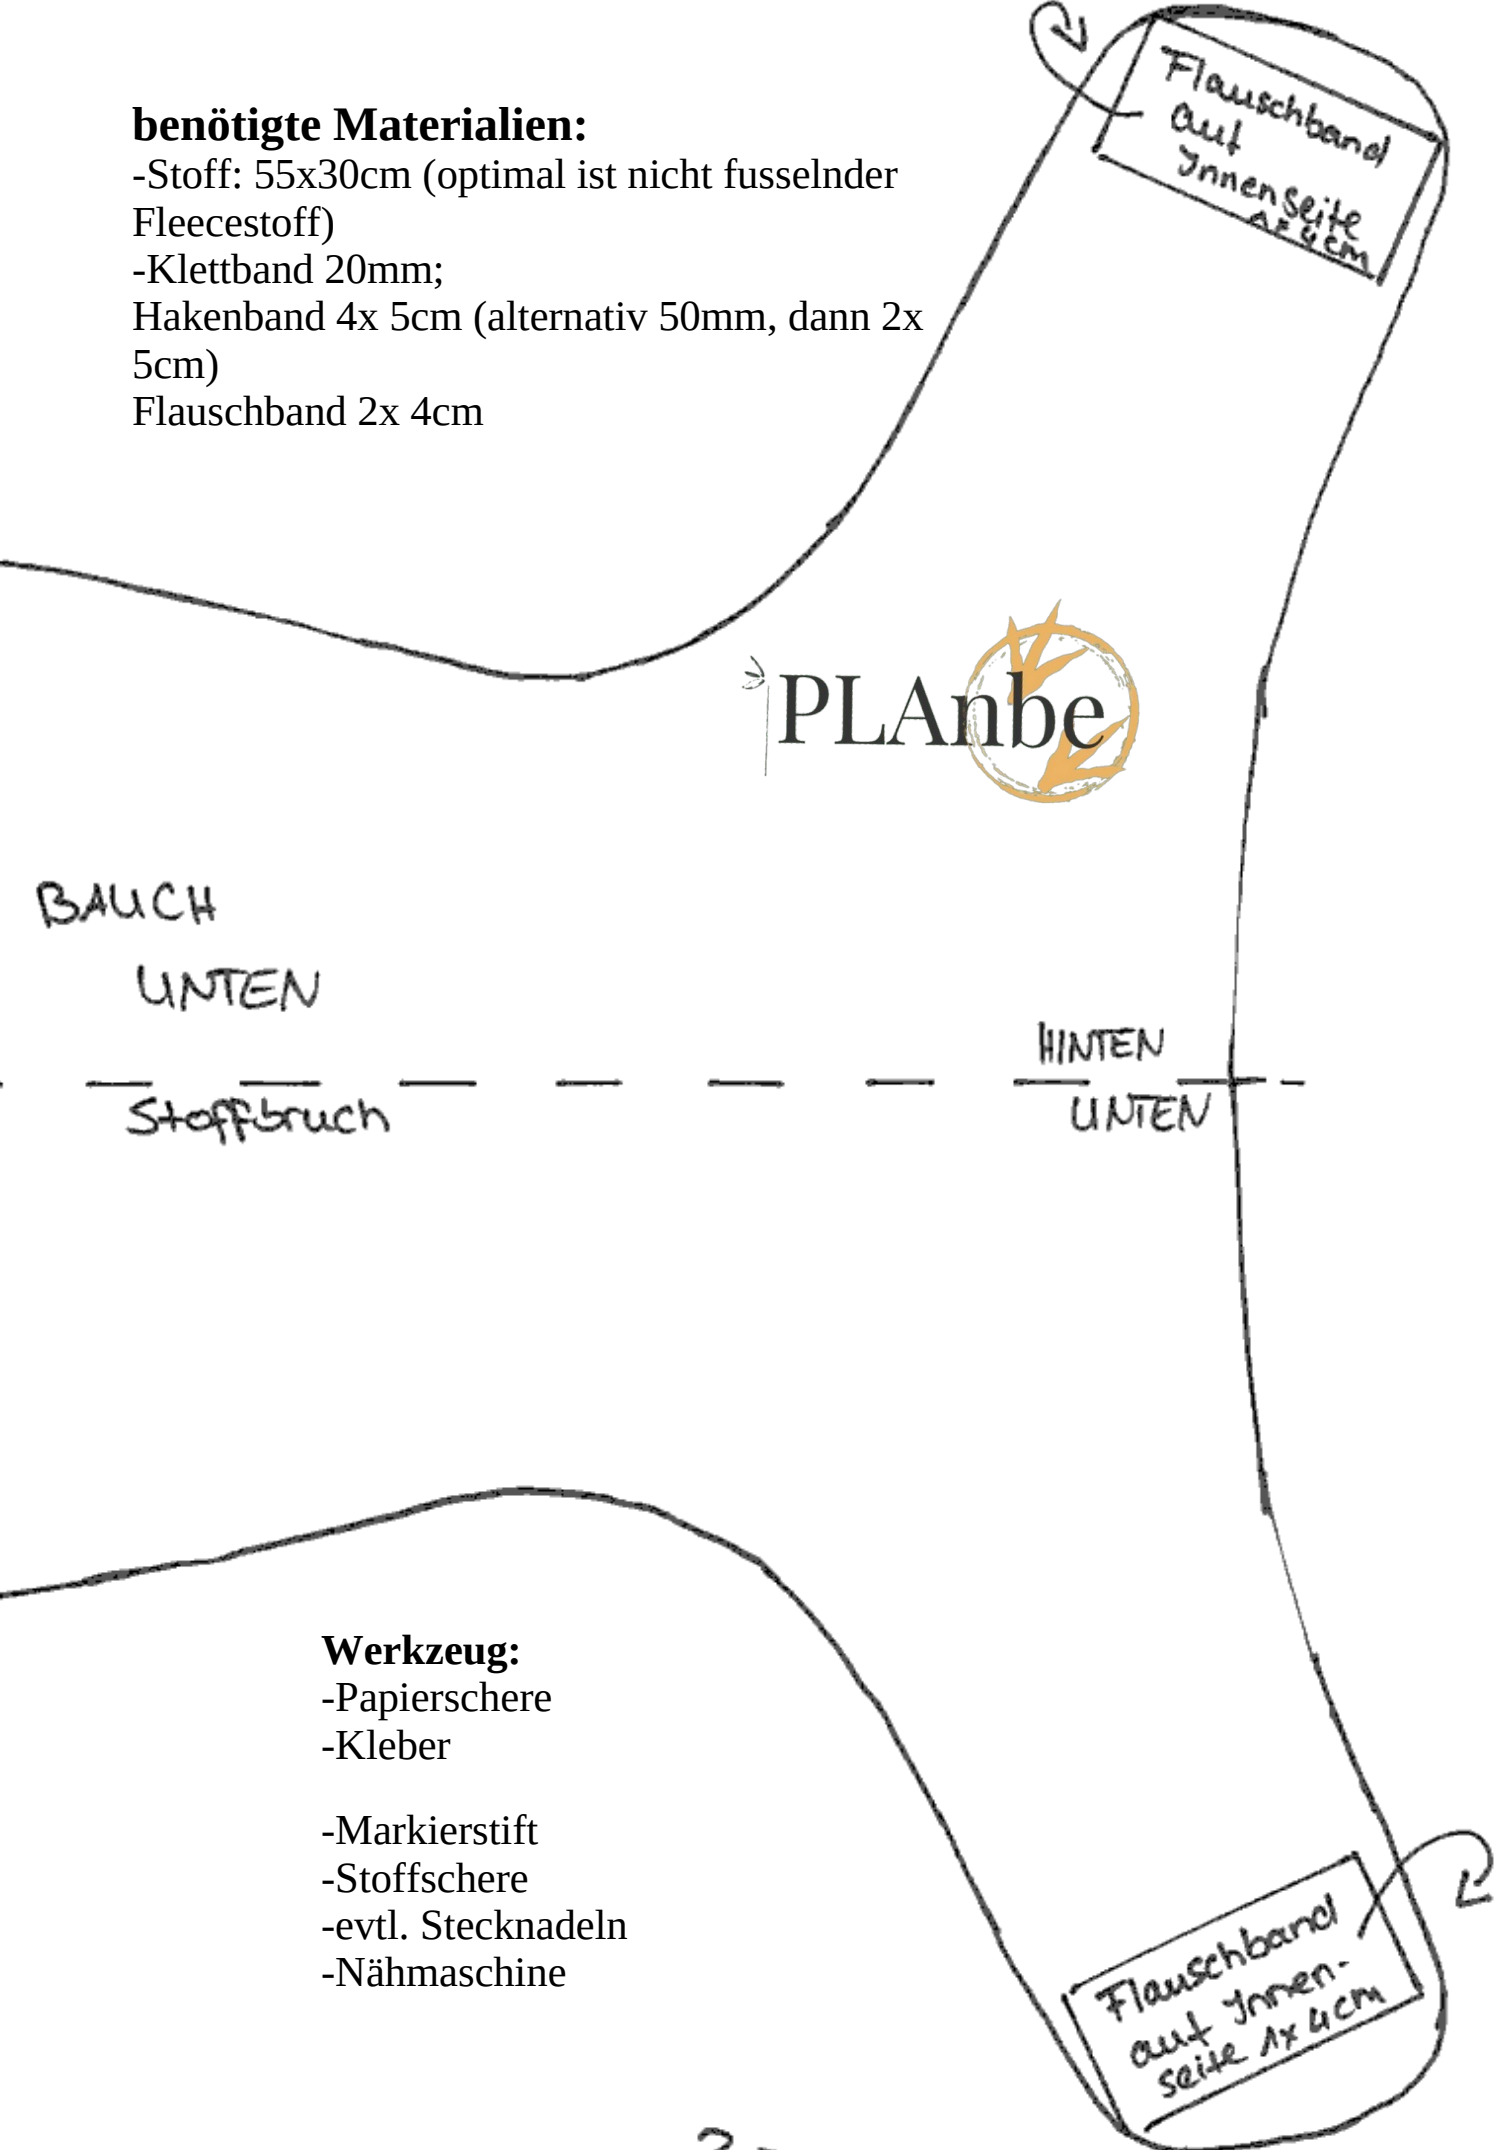 Flauschband
auf
Innenseite
1x 4cm
benötigte Materialien:
-Stoff: 55x30cm (optimal ist nicht fusselnder
Fleecestoff)
-Klettband 20mm;
Hakenband 4x 5cm (alternativ 50mm, dann 2x
5cm)
Flauschband 2x 4cm
PLAnbe
BAUCH
UNTEN
HINTEN
UNTEN
Stoffbruch
Werkzeug:
-Papierschere
-Kleber
-Markierstift
-Stoffschere
-evtl. Stecknadeln
-Nähmaschine
Flauschband
auf Innen-
seite 1x 4cm